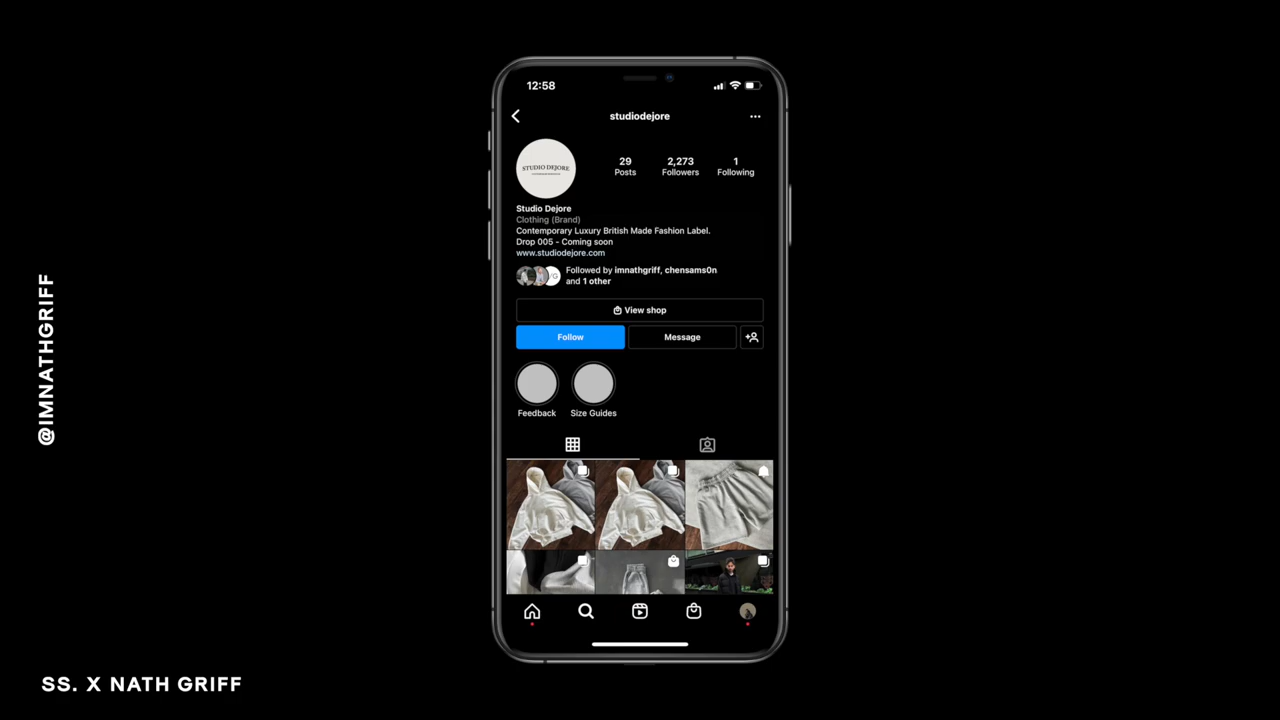 @IMNATHGRIFF
12:58
studiodejore
STUDIO DEJORE
29
Posts
2,273
Followers
1
Following
Studio Dejore
Clothing (Brand)
Contemporary Luxury British Made Fashion Label.
Drop 005 - Coming soon
www.studiodejore.com
Followed by imnathgriff, chensams0n
and 1 other
View shop
Follow
Message
Feedback
Size Guides
SS. X NATH GRIFF